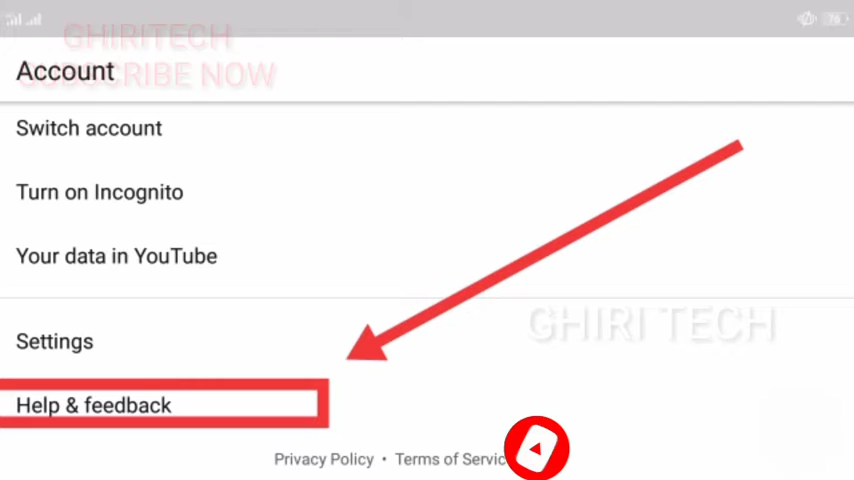 78
GHIRITECH
SUBSCRIBE NOW
Account
Switch account
Turn on Incognito
Your data in YouTube
GHIRI TECH
Settings
Help & feedback
Privacy Policy • Terms of Servic